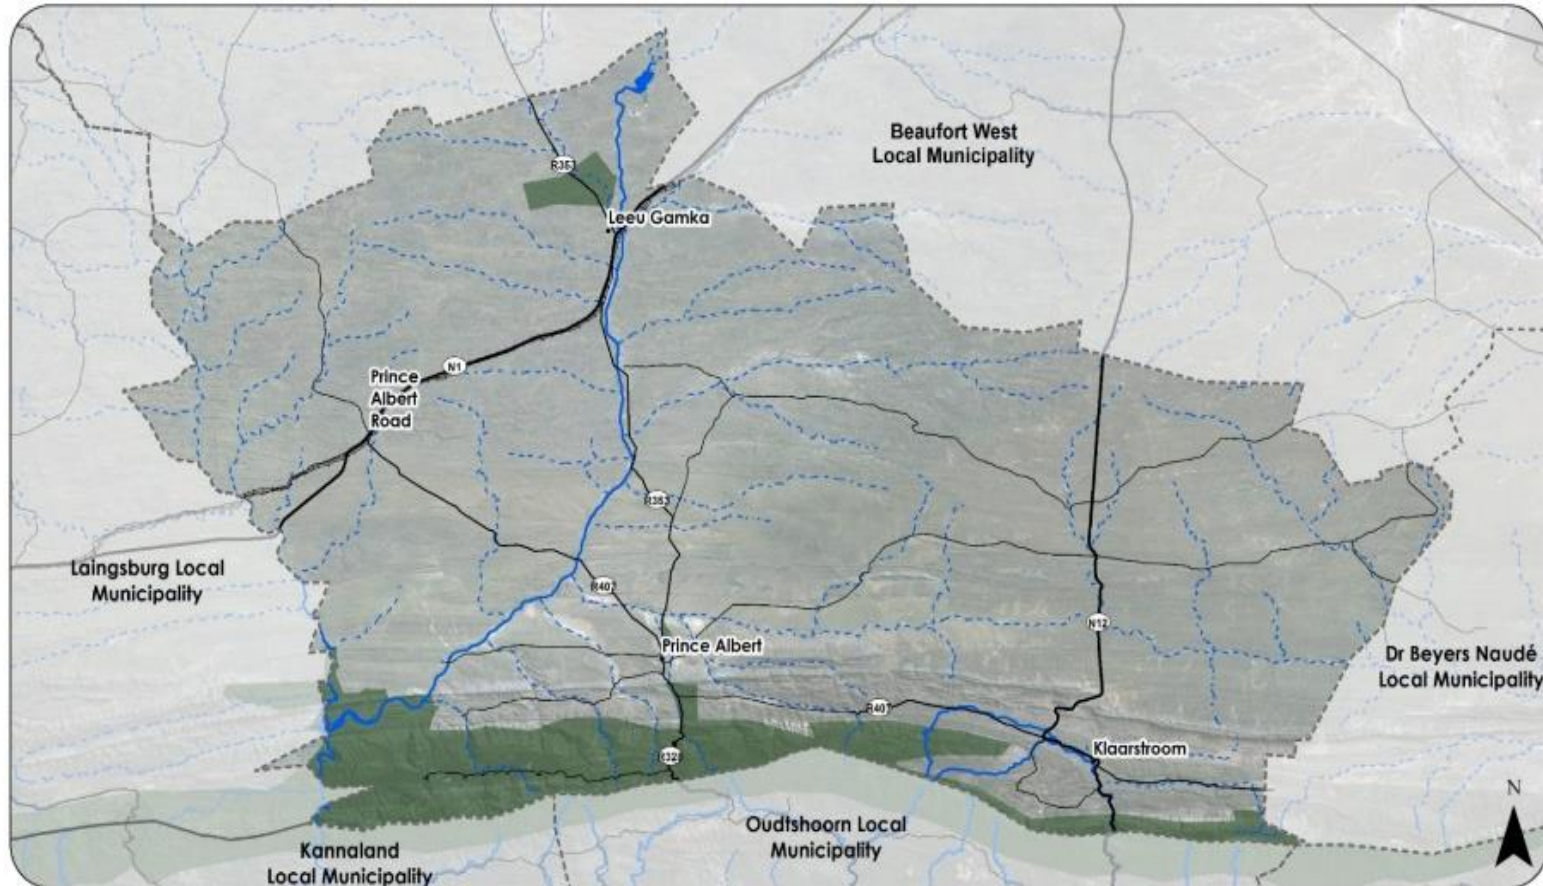 Beaufort West
Local Municipality
R353
Leeu Gamka
N1
Prince
Albert
Road
R353
Laingsburg Local
Municipality
R407
N12
Prince Albert
Dr Beyers Naudé
Local Municipality
R407
Klaarstroom
R328
N
Oudtshoorn Local
Municipality
Kannaland
Local Municipality